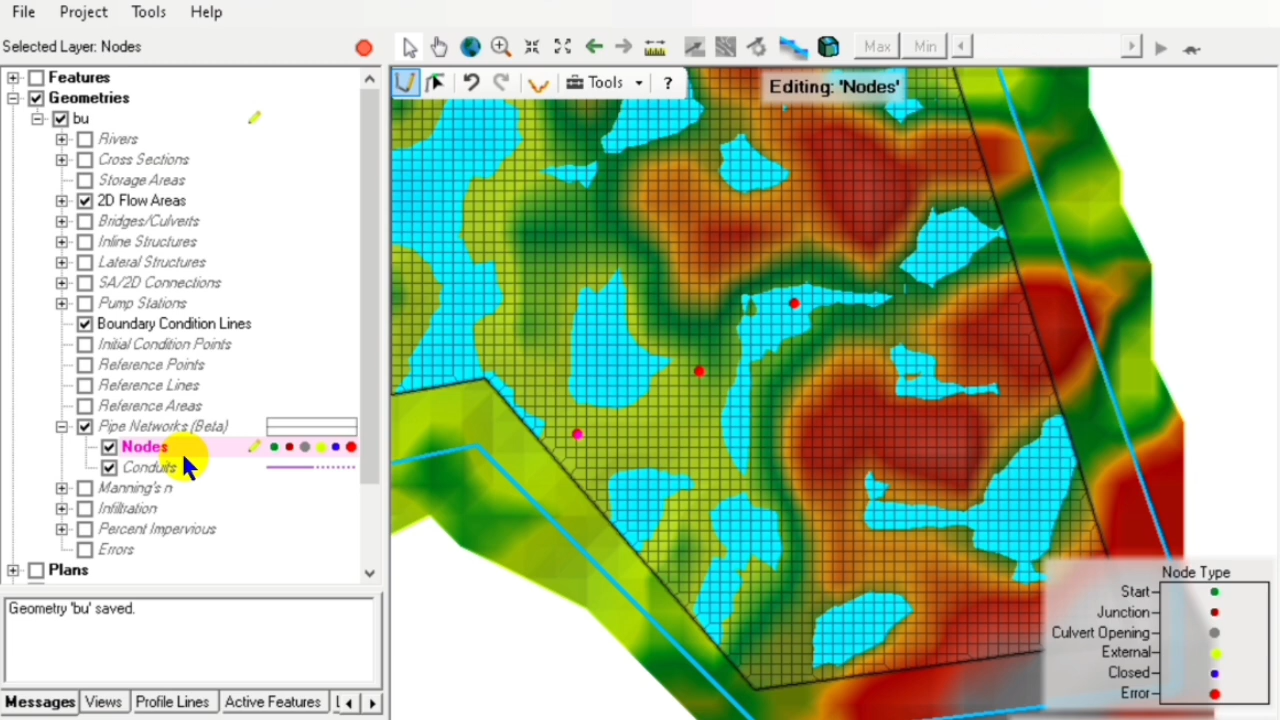 File Project Tools Help
Selected Layer: Nodes
Max Min
Features
Geometries
bu
Rivers
Cross Sections
Storage Areas
2D Flow Areas
Bridges/Culverts
Inline Structures
Lateral Structures
SA/2D Connections
Pump Stations
Boundary Condition Lines
Initial Condition Points
Reference Points
Reference Lines
Reference Areas
Pipe Networks (Beta)
Nodes
Conduits
Manning's n
Infiltration
Percent Impervious
Errors
Plans
Geometry 'bu' saved.
Messages Views Profile Lines Active Features
Tools ?
Editing: 'Nodes'
Node Type
Start
Junction
Culvert Opening
External
Closed
Error